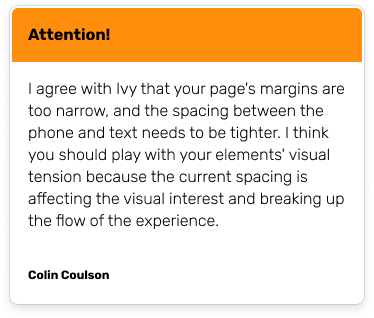 Attention!
I agree with Ivy that your page's margins are
too narrow, and the spacing between the
phone and text needs to be tighter. I think
you should play with your elements' visual
tension because the current spacing is
affecting the visual interest and breaking up
the flow of the experience.
Colin Coulson